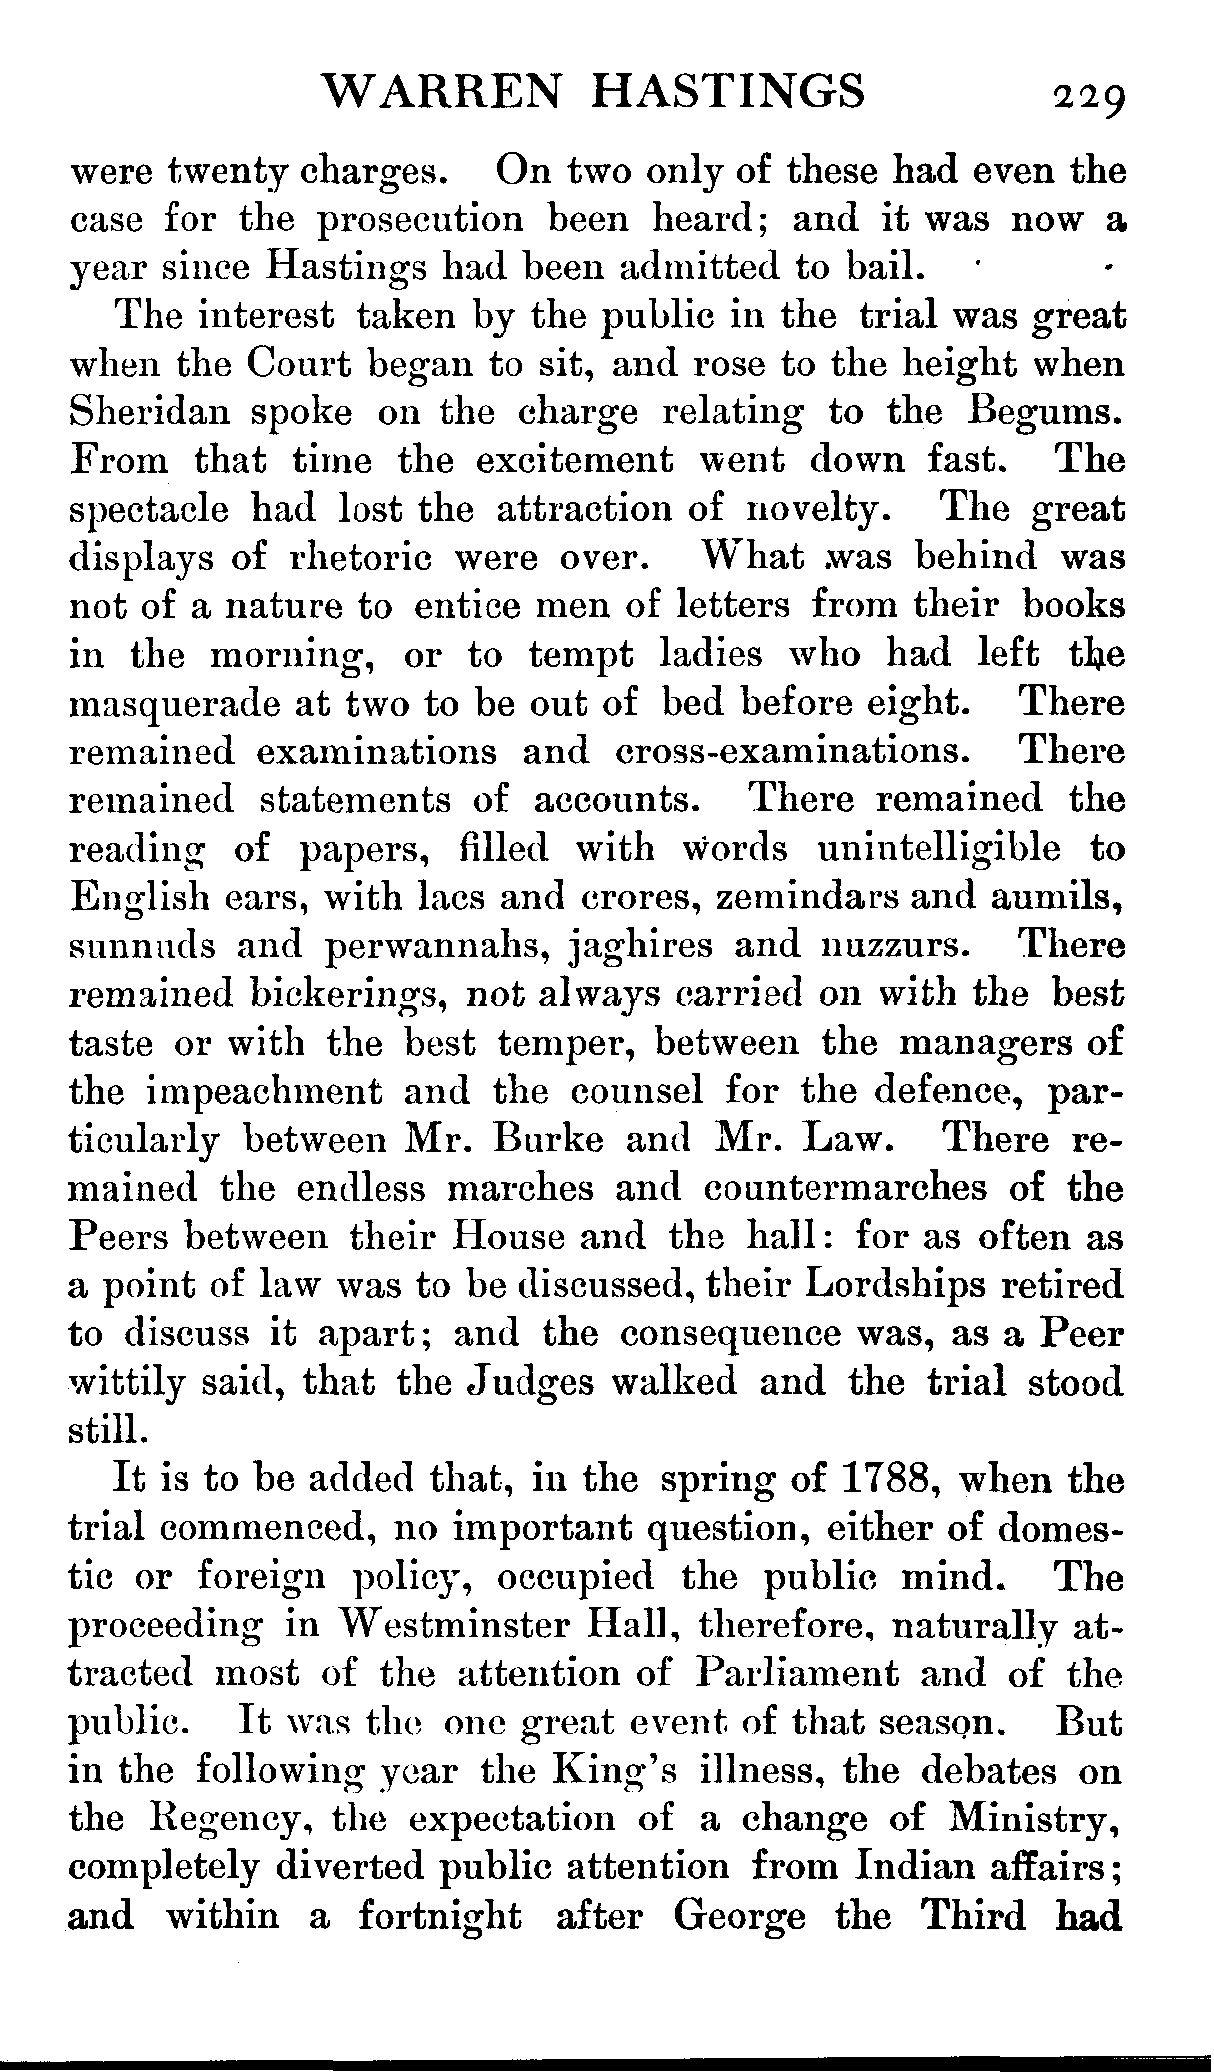 WARREN HASTINGS 229
were twenty charges. On two only of these had even the
case for the prosecution been heard; and it was now a
year since Hastings had been admitted to bail.
The interest taken by the public in the trial was great
when the Court began to sit, and rose to the height when
Sheridan spoke on the charge relating to the Begums.
From that time the excitement went down fast. The
spectacle had lost the attraction of novelty. The great
displays of rhetoric were over. What was behind was
not of a nature to entice men of letters from their books
in the morning, or to tempt ladies who had left the
masquerade at two to be out of bed before eight. There
remained examinations and cross-examinations. There
remained statements of accounts. There remained the
reading of papers, filled with words unintelligible to
English ears, with lacs and crores, zemindars and aumils,
sunnuds and perwannahs, jaghires and nuzzurs. There
remained bickerings, not always carried on with the best
taste or with the best temper, between the managers of
the impeachment and the counsel for the defence, par-
ticularly between Mr. Burke and Mr. Law. There re-
mained the endless marches and countermarches of the
Peers between their House and the hall: for as often as
a point of law was to be discussed, their Lordships retired
to discuss it apart; and the consequence was, as a Peer
wittily said, that the Judges walked and the trial stood
still.
It is to be added that, in the spring of 1788, when the
trial commenced, no important question, either of domes-
tic or foreign policy, occupied the public mind. The
proceeding in Westminster Hall, therefore, naturally at-
tracted most of the attention of Parliament and of the
public. It was the one great event of that season. But
in the following year the King's illness, the debates on
the Regency, the expectation of a change of Ministry,
completely diverted public attention from Indian affairs;
and within a fortnight after George the Third had